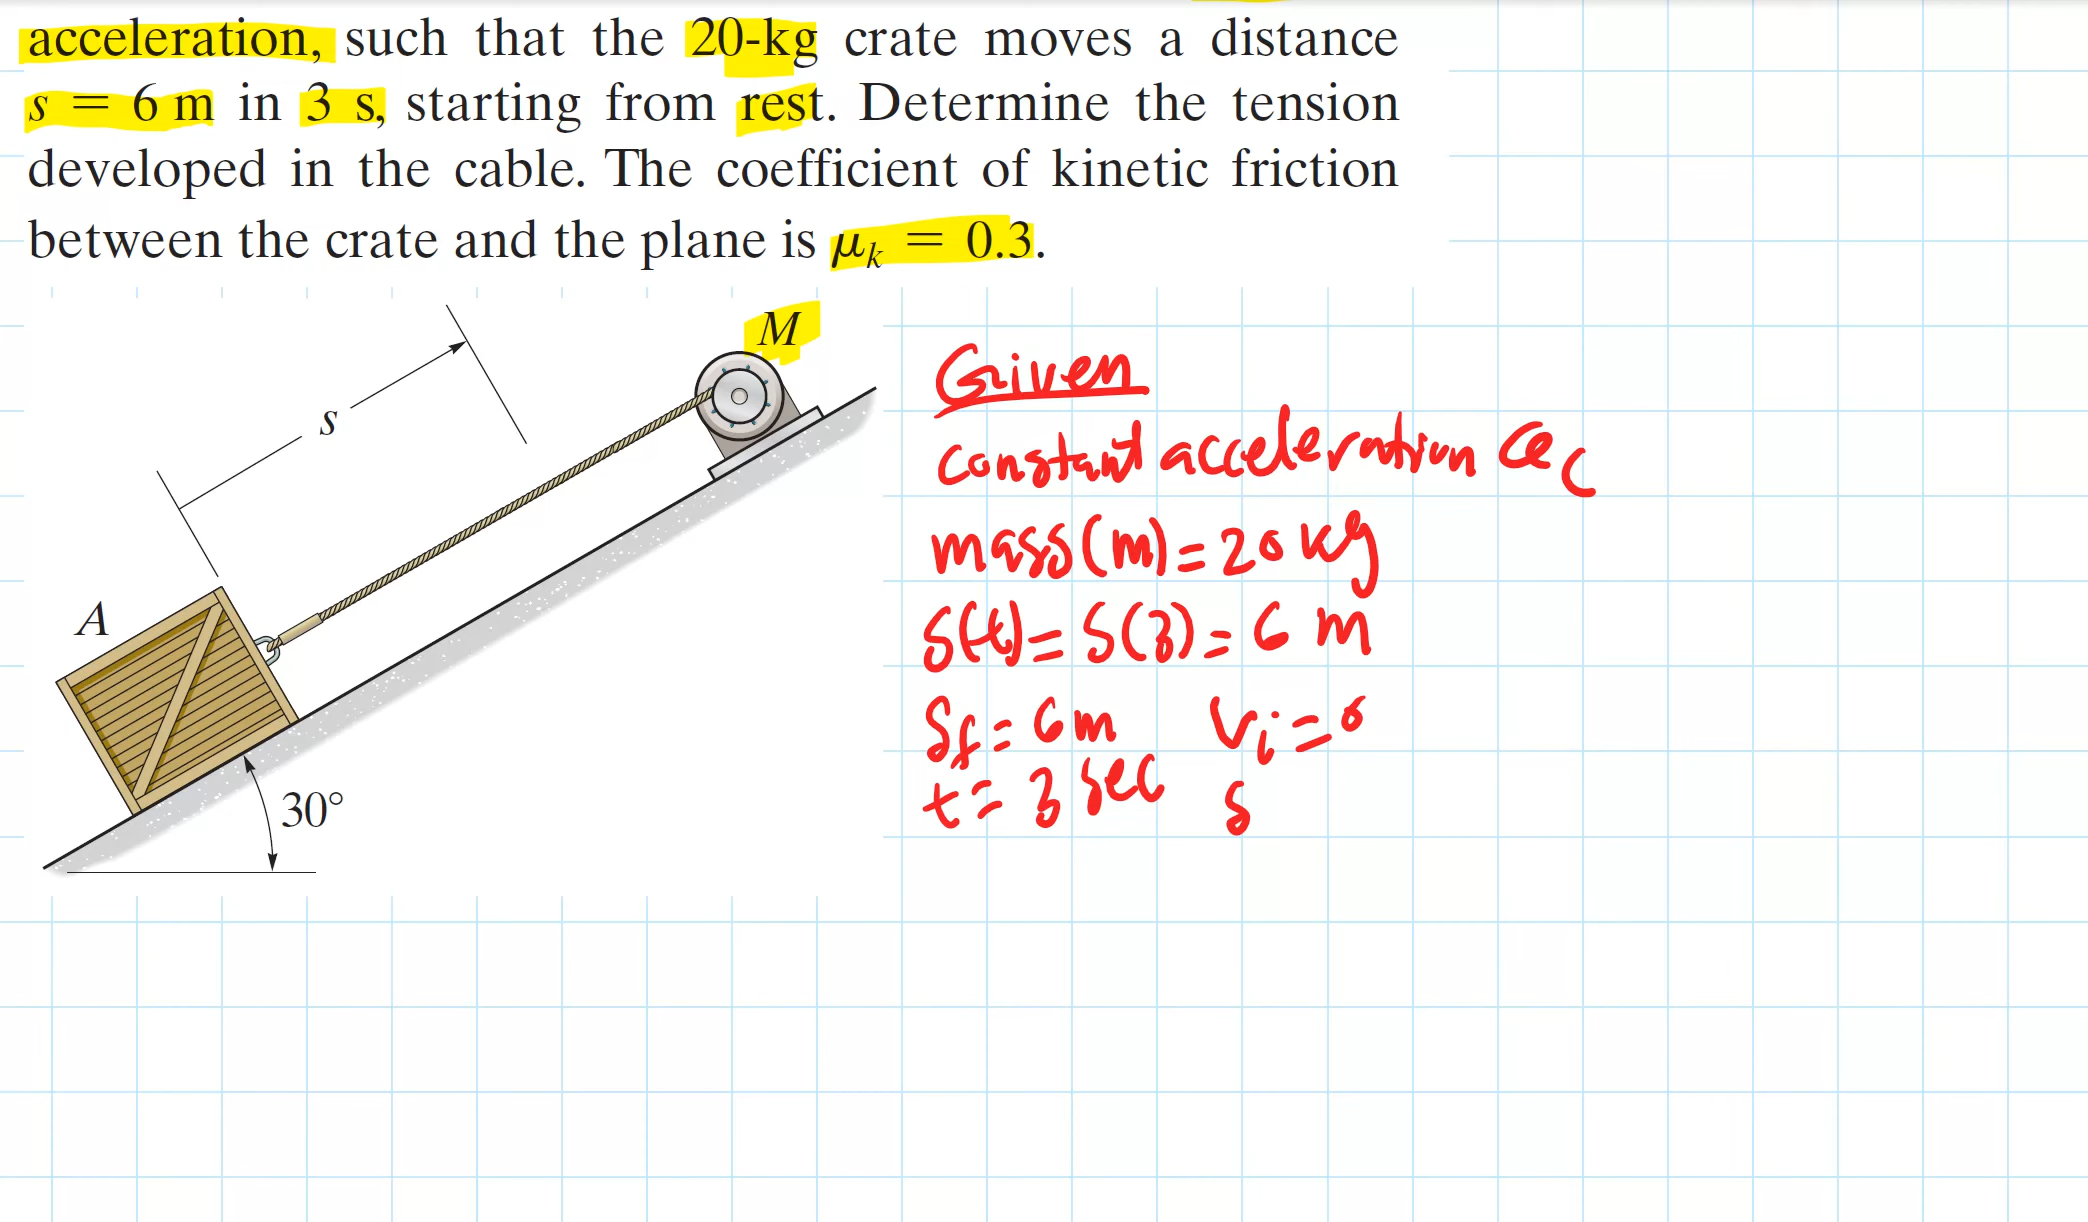 acceleration, such that the 20-kg crate moves a distance
s = 6 m in 3 s, starting from rest. Determine the tension
developed in the cable. The coefficient of kinetic friction
between the crate and the plane is μk = 0.3.
M
s
A
30°
Given
constant acceleration ac
mass(m)=20 kg
S(t)=S(3)=6 m
Sf=6m Vi=0
t=3 sec S